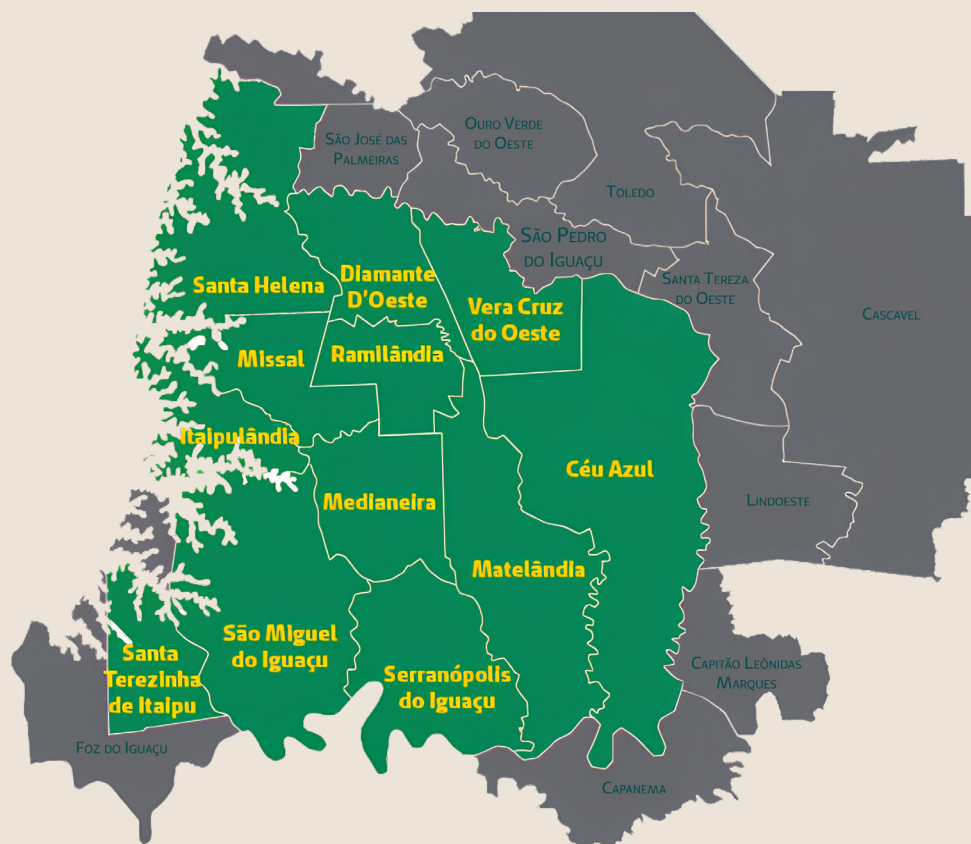 Ouro Verde
do Oeste
São José das
Palmeiras
Toledo
São Pedro
do Iguaçu
Santa Tereza
do Oeste
Cascavel
Santa Helena
Diamante
D'Oeste
Vera Cruz
do Oeste
Missal
Ramilândia
Itaipulândia
Céu Azul
Medianeira
Lindoeste
Matelândia
São Miguel
do Iguaçu
Santa
Terezinha
de Itaipu
Serranópolis
do Iguaçu
Capitão Leônidas
Marques
Foz do Iguaçu
Capanema